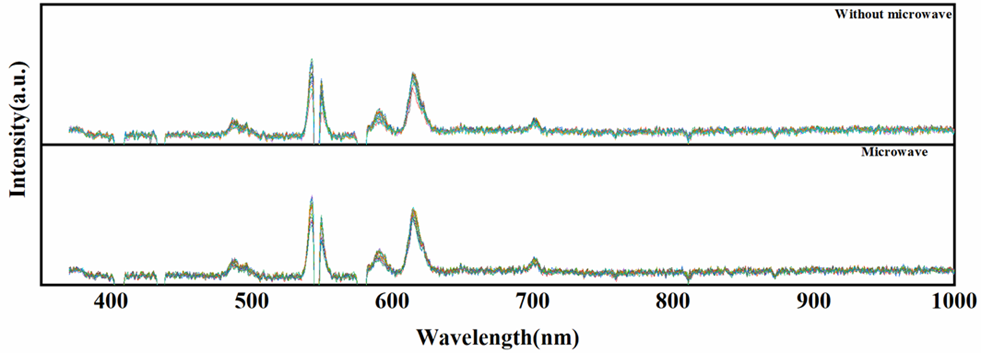 Without microwave
Microwave
Intensity(a.u.)
400 500 600 700 800 900 1000
Wavelength(nm)